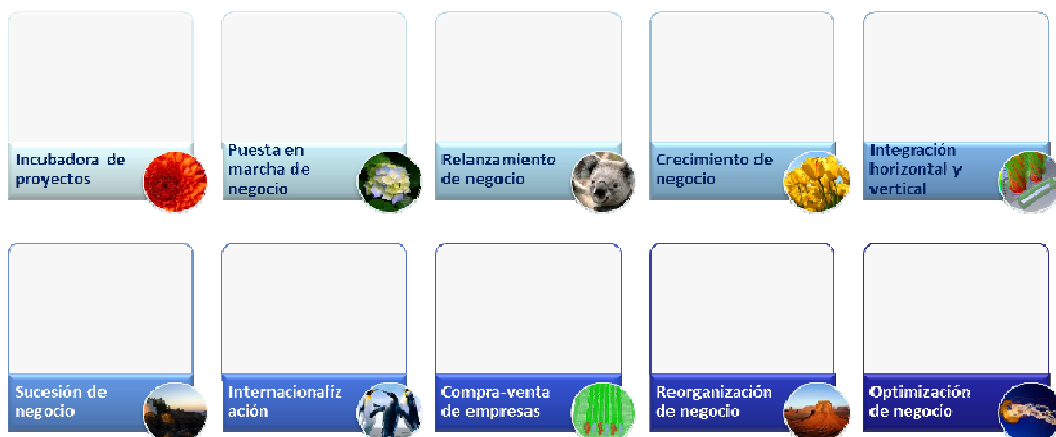 Incubadora de
proyectos
Puesta en
marcha de
negocio
Relanzamiento
de negocio
Crecimiento de
negocio
Integración
horizontal y
vertical
Sucesión de
negocio
Internacionaliz
ación
Compra-venta
de empresas
Reorganización
de negocio
Optimización
de negocio